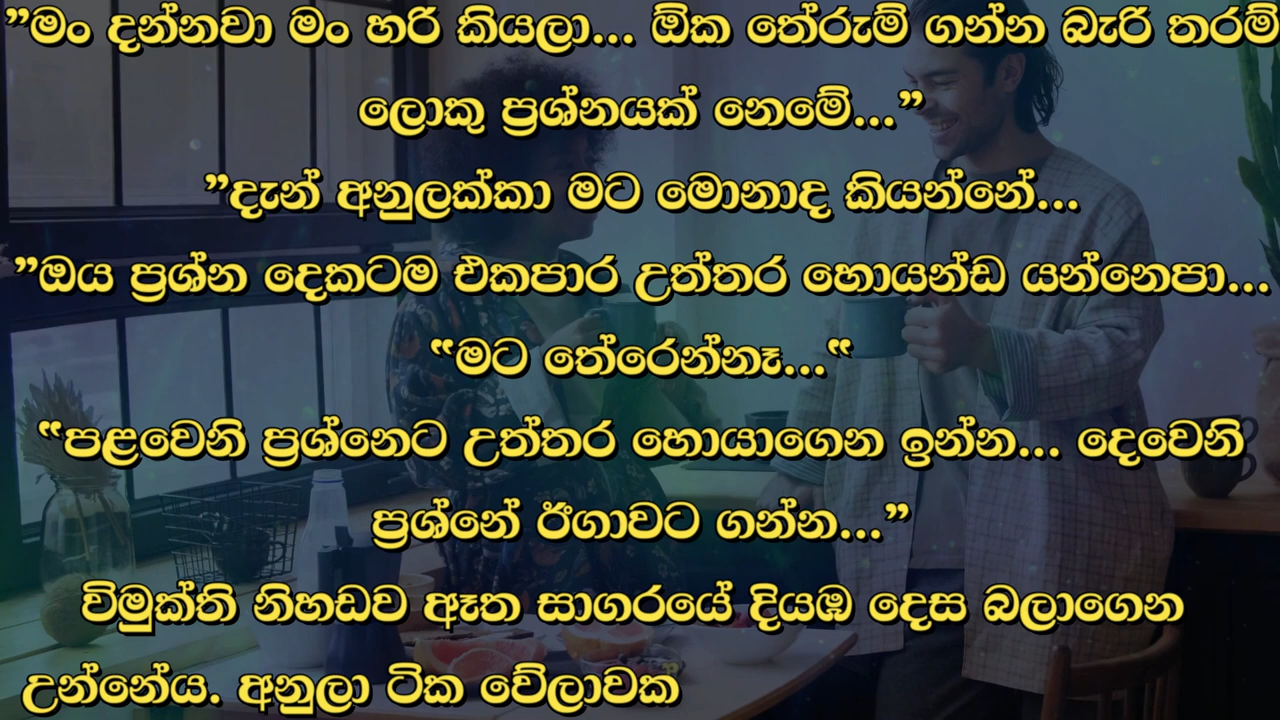 ”මං දන්නවා මං හරි කියලා... ඕක තේරුම් ගන්න බැරි තරම්
ලොකු ප්‍රශ්නයක් නෙමේ...”
”දැන් අනුලක්කා මට මොනාද කියන්නේ...
”ඔය ප්‍රශ්න දෙකටම එකපාර උත්තර හොයන්ඩ යන්නෙපා...
“මට තේරෙන්නෑ...“
“පළවෙනි ප්‍රශ්නෙට උත්තර හොයාගෙන ඉන්න... දෙවෙනි
ප්‍රශ්නේ ඊගාවට ගන්න...”
විමුක්ති නිහඩව ඈත සාගරයේ දියඹ දෙස බලාගෙන
උන්නේය. අනුලා ටික වේලාවක